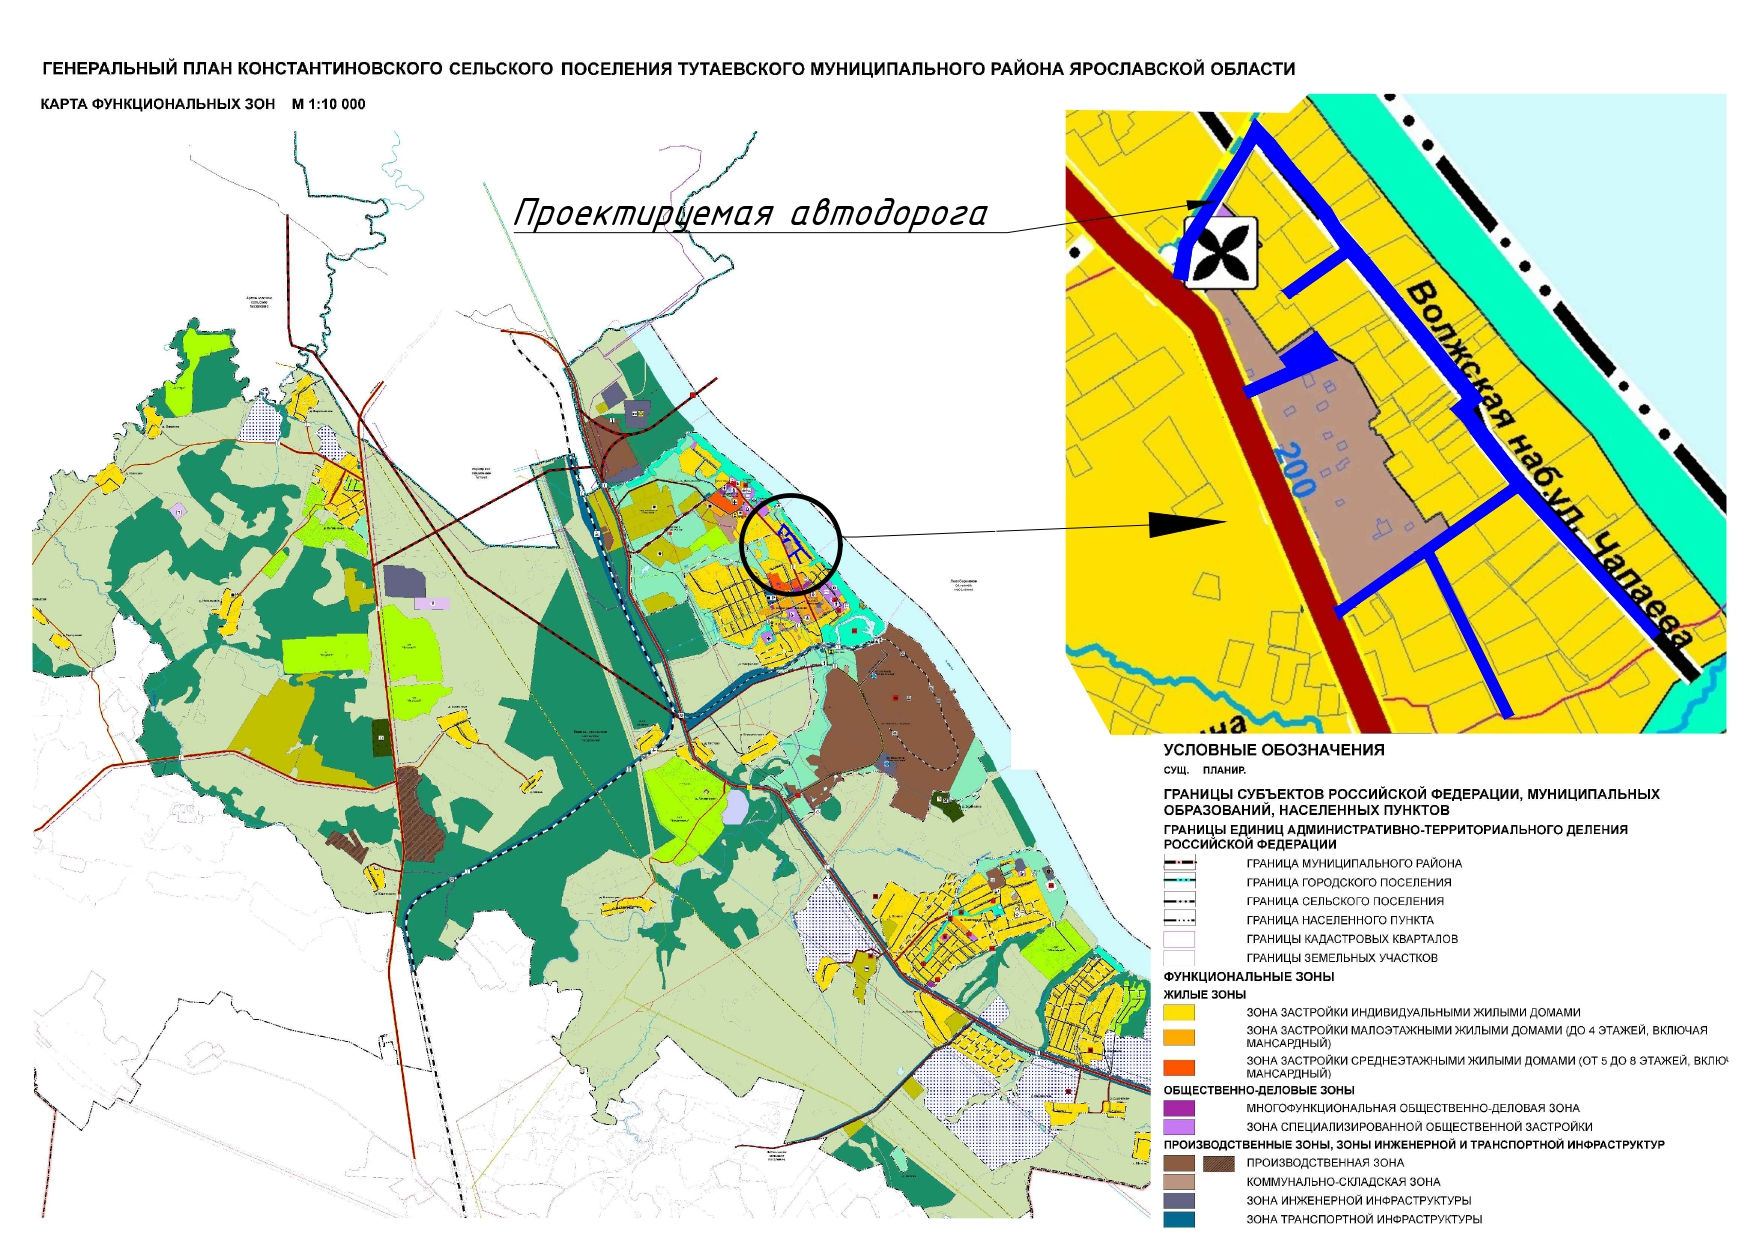 ГЕНЕРАЛЬНЫЙ ПЛАН КОНСТАНТИНОВСКОГО СЕЛЬСКОГО ПОСЕЛЕНИЯ ТУТАЕВСКОГО МУНИЦИПАЛЬНОГО РАЙОНА ЯРОСЛАВСКОЙ ОБЛАСТИ
КАРТА ФУНКЦИОНАЛЬНЫХ ЗОН М 1:10 000
Проектируемая автодорога
Волжская наб.ул. Чапаева
200
на
УСЛОВНЫЕ ОБОЗНАЧЕНИЯ
СУЩ. ПЛАНИР.
ГРАНИЦЫ СУБЪЕКТОВ РОССИЙСКОЙ ФЕДЕРАЦИИ, МУНИЦИПАЛЬНЫХ
ОБРАЗОВАНИЙ, НАСЕЛЕННЫХ ПУНКТОВ
ГРАНИЦЫ ЕДИНИЦ АДМИНИСТРАТИВНО-ТЕРРИТОРИАЛЬНОГО ДЕЛЕНИЯ
РОССИЙСКОЙ ФЕДЕРАЦИИ
ГРАНИЦА МУНИЦИПАЛЬНОГО РАЙОНА
ГРАНИЦА ГОРОДСКОГО ПОСЕЛЕНИЯ
ГРАНИЦА СЕЛЬСКОГО ПОСЕЛЕНИЯ
ГРАНИЦА НАСЕЛЕННОГО ПУНКТА
ГРАНИЦЫ КАДАСТРОВЫХ КВАРТАЛОВ
ГРАНИЦЫ ЗЕМЕЛЬНЫХ УЧАСТКОВ
ФУНКЦИОНАЛЬНЫЕ ЗОНЫ
ЖИЛЫЕ ЗОНЫ
ЗОНА ЗАСТРОЙКИ ИНДИВИДУАЛЬНЫМИ ЖИЛЫМИ ДОМАМИ
ЗОНА ЗАСТРОЙКИ МАЛОЭТАЖНЫМИ ЖИЛЫМИ ДОМАМИ (ДО 4 ЭТАЖЕЙ, ВКЛЮЧАЯ
МАНСАРДНЫЙ)
ЗОНА ЗАСТРОЙКИ СРЕДНЕЭТАЖНЫМИ ЖИЛЫМИ ДОМАМИ (ОТ 5 ДО 8 ЭТАЖЕЙ, ВКЛЮЧ
МАНСАРДНЫЙ)
ОБЩЕСТВЕННО-ДЕЛОВЫЕ ЗОНЫ
МНОГОФУНКЦИОНАЛЬНАЯ ОБЩЕСТВЕННО-ДЕЛОВАЯ ЗОНА
ЗОНА СПЕЦИАЛИЗИРОВАННОЙ ОБЩЕСТВЕННОЙ ЗАСТРОЙКИ
ПРОИЗВОДСТВЕННЫЕ ЗОНЫ, ЗОНЫ ИНЖЕНЕРНОЙ И ТРАНСПОРТНОЙ ИНФРАСТРУКТУР
ПРОИЗВОДСТВЕННАЯ ЗОНА
КОММУНАЛЬНО-СКЛАДСКАЯ ЗОНА
ЗОНА ИНЖЕНЕРНОЙ ИНФРАСТРУКТУРЫ
ЗОНА ТРАНСПОРТНОЙ ИНФРАСТРУКТУРЫ